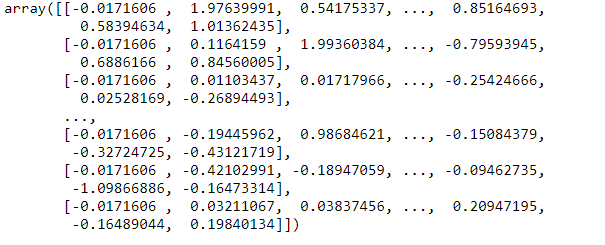 array([[-0.0171606 ,  1.97639991,  0.54175337, ...,  0.85164693,
         0.58394634,  1.01362435],
       [-0.0171606 ,  0.1164159 ,  1.99360384, ..., -0.79593941,
         0.6886166 ,  0.84560005],
       [-0.0171606 ,  0.01103437,  0.01717966, ..., -0.25424666,
         0.02528169, -0.26894493],
       ...,
       [-0.0171606 , -0.19445962,  0.98684621, ..., -0.15084379,
        -0.32724725, -0.43121719],
       [-0.0171606 , -0.42102991, -0.18947059, ..., -0.09462735,
        -1.09866886, -0.16473314],
       [-0.0171606 ,  0.03211067,  0.03837456, ...,  0.20947195,
        -0.16489044,  0.19840134]])